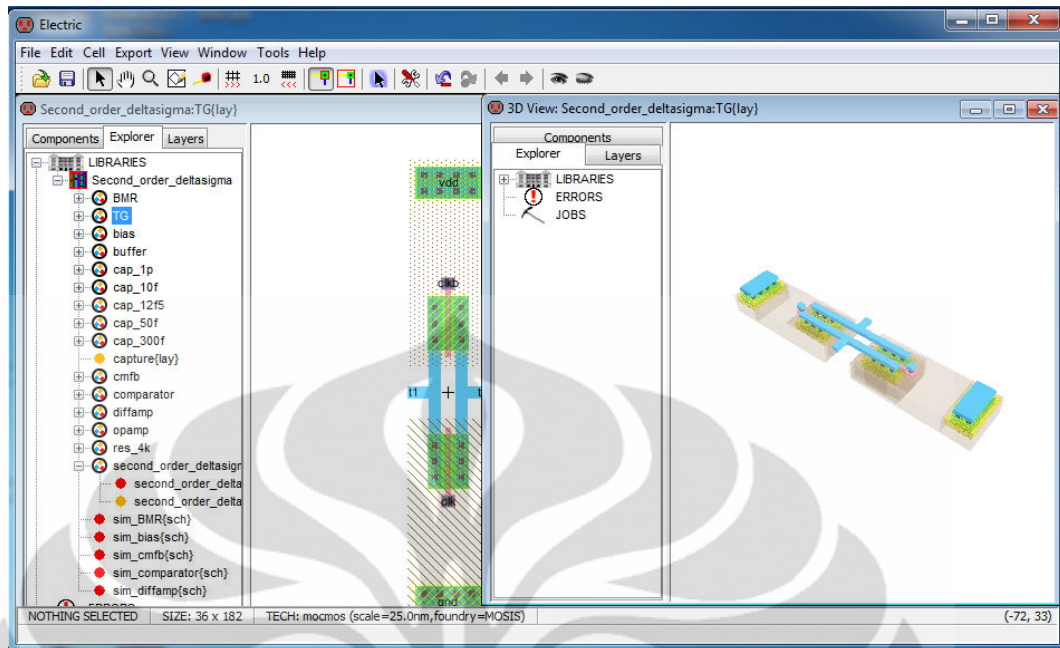 Electric
File Edit Cell Export View Window Tools Help
1.0
Second_order_deltasigma:TG{lay}
Components Explorer Layers
LIBRARIES
Second_order_deltasigma
BMR
TG
bias
buffer
cap_1p
cap_10f
cap_12f5
cap_50f
cap_300f
capture{lay}
cmfb
comparator
diffamp
opamp
res_4k
second_order_deltasigr
second_order_delta
second_order_delta
sim_BMR{sch}
sim_bias{sch}
sim_cmfb{sch}
sim_comparator{sch}
sim_diffamp{sch}
ERRORS
vdd
clkb
t1 t
clk
gnd
3D View: Second_order_deltasigma:TG{lay}
Components
Explorer Layers
LIBRARIES
ERRORS
JOBS
NOTHING SELECTED SIZE: 36 x 182 TECH: mocmos (scale=25.0nm,foundry=MOSIS) (-72, 33)